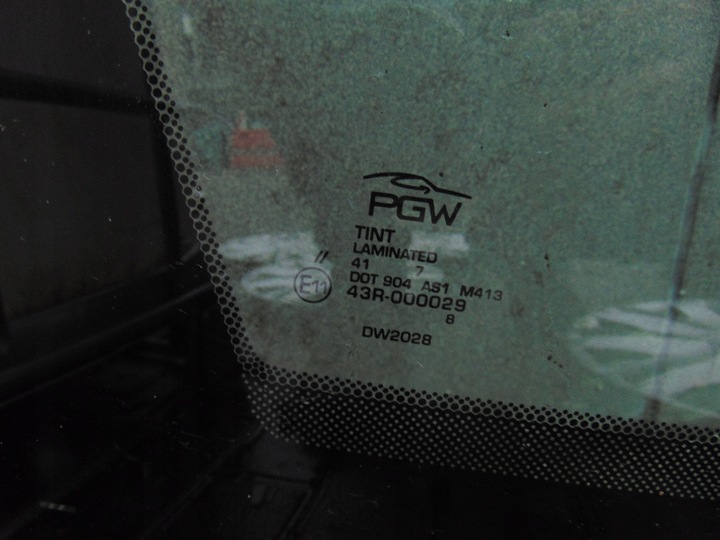 PGW
TINT
LAMINATED
41 7
DOT 904 AS1 M413
E11 43R-000029
8
DW2028